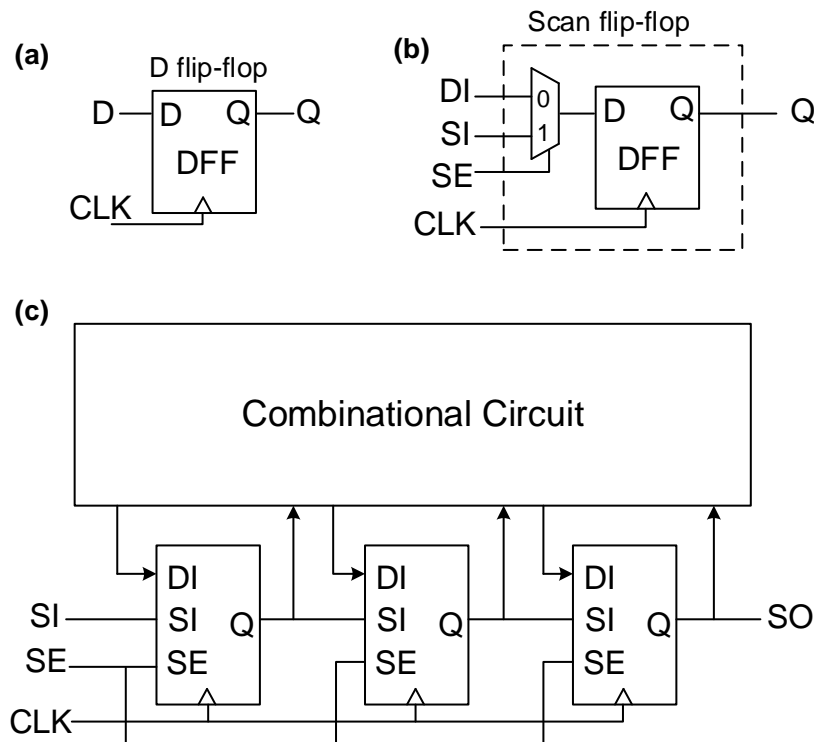 (a)
D flip-flop
D
D
Q
Q
DFF
CLK
(b)
Scan flip-flop
DI
SI
SE
CLK
0
1
D
Q
DFF
Q
(c)
Combinational Circuit
SI
SE
CLK
DI
SI
SE
Q
DI
SI
SE
Q
DI
SI
SE
Q
SO